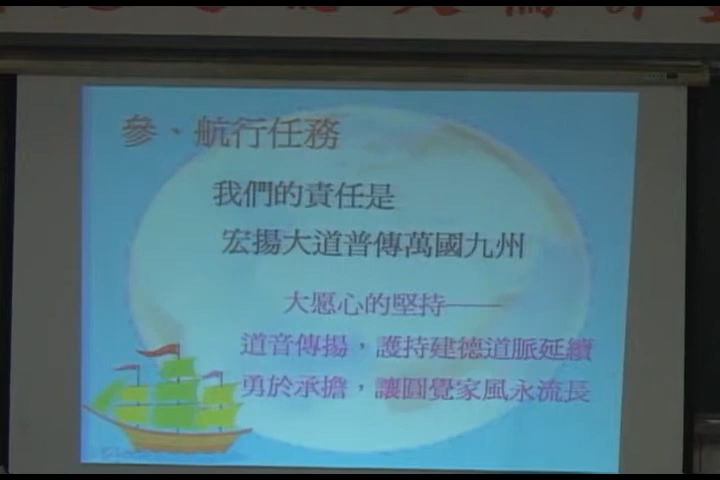 參、航行任務
我們的責任是
宏揚大道普傳萬國九州
大愿心的堅持——
道音傳揚，護持建德道脈延續
勇於承擔，讓圓覺家風永流長